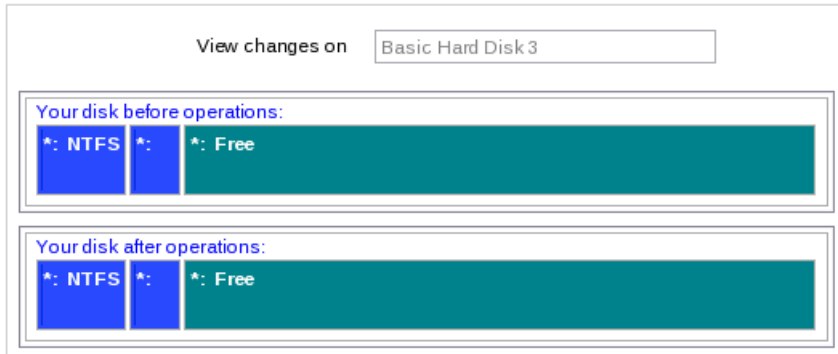 View changes on Basic Hard Disk 3
Your disk before operations:
*: NTFS *: *: Free
Your disk after operations:
*: NTFS *: *: Free